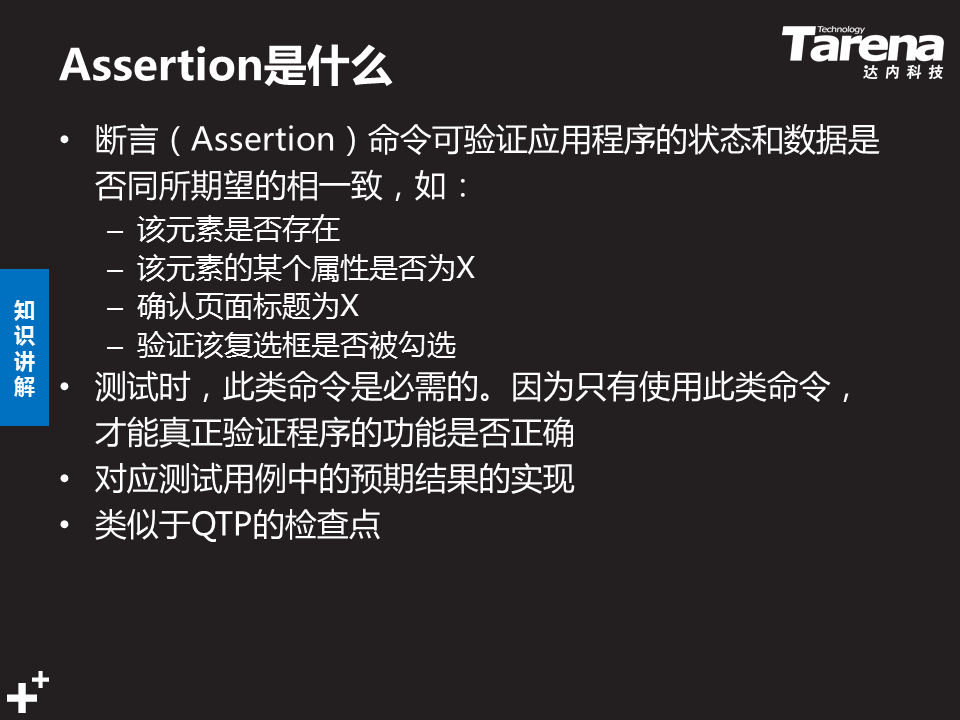 Assertion是什么
Technology
Tarena
达内科技
• 断言（Assertion）命令可验证应用程序的状态和数据是
否同所期望的相一致，如：
– 该元素是否存在
– 该元素的某个属性是否为X
– 确认页面标题为X
– 验证该复选框是否被勾选
• 测试时，此类命令是必需的。因为只有使用此类命令，
才能真正验证程序的功能是否正确
• 对应测试用例中的预期结果的实现
• 类似于QTP的检查点
知
识
讲
解